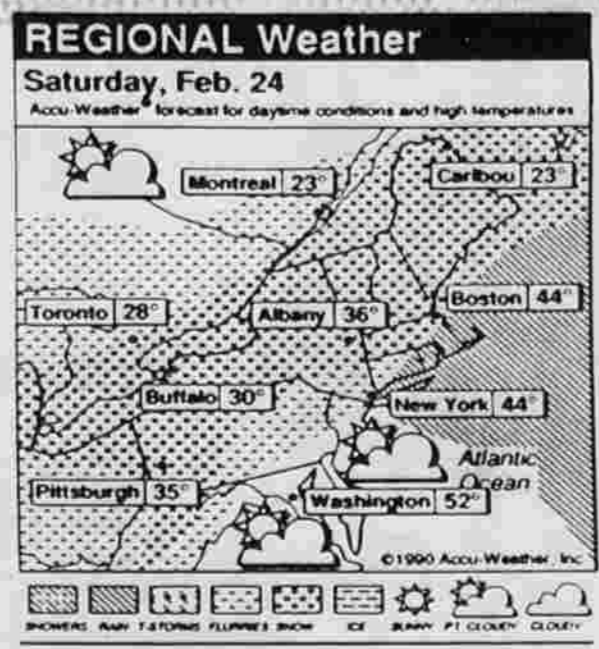 REGIONAL Weather
Saturday, Feb. 24
Accu-Weather forecast for daytime conditions and high temperatures
Montreal 23°
Caribou 23°
Toronto 28°
Albany 36°
Boston 44°
Buffalo 30°
New York 44°
Atlantic
Ocean
Pittsburgh 35°
Washington 52°
©1990 Accu-Weather, Inc.
SHOWERS RAIN T-STORMS FLURRIES SNOW ICE SUNNY PT. CLOUDY CLOUDY